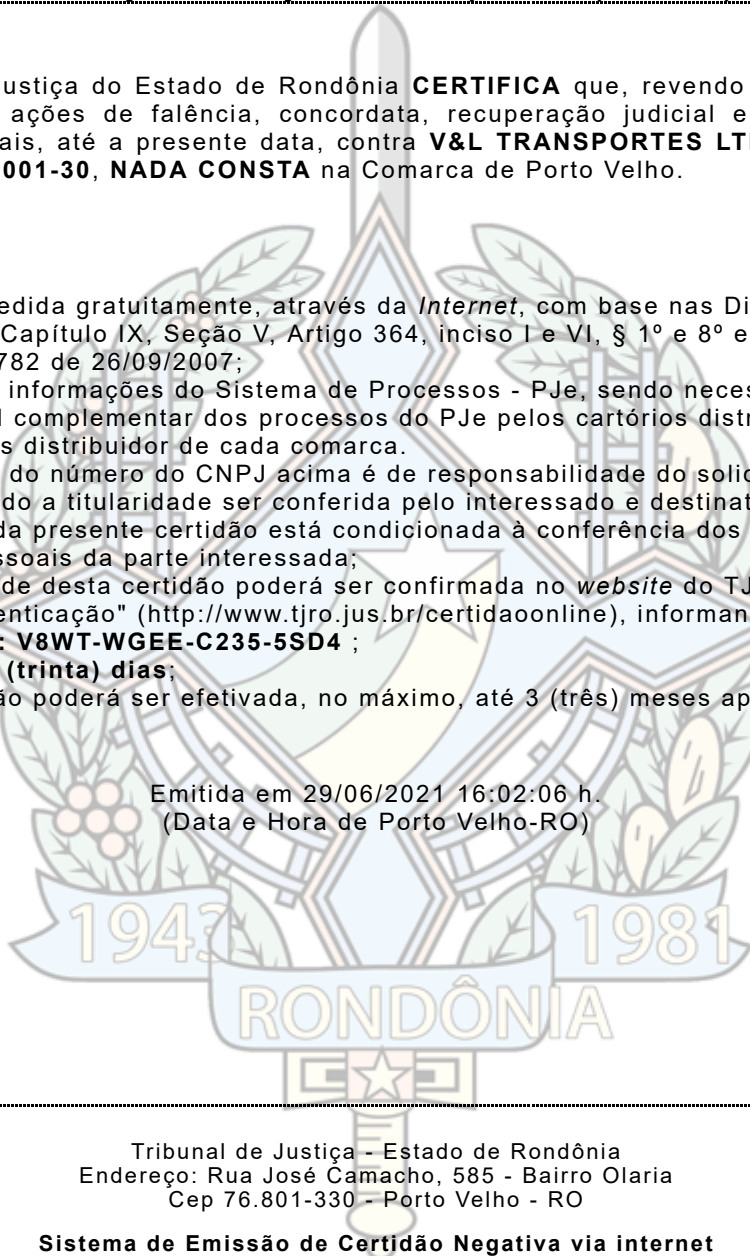 ustiça do Estado de Rondônia CERTIFICA que, revendo
ações de falência, concordata, recuperação judicial e
ais, até a presente data, contra V&L TRANSPORTES LT
001-30, NADA CONSTA na Comarca de Porto Velho.
edida gratuitamente, através da Internet, com base nas Di
Capítulo IX, Seção V, Artigo 364, inciso I e VI, § 1º e 8º e
782 de 26/09/2007;
informações do Sistema de Processos - PJe, sendo neces
l complementar dos processos do PJe pelos cartórios distr
s distribuidor de cada comarca.
do número do CNPJ acima é de responsabilidade do solic
do a titularidade ser conferida pelo interessado e destinat
da presente certidão está condicionada à conferência dos
ssoais da parte interessada;
de desta certidão poderá ser confirmada no website do TJ
enticação" (http://www.tjro.jus.br/certidaoonline), informan
: V8WT-WGEE-C235-5SD4 ;
(trinta) dias;
ão poderá ser efetivada, no máximo, até 3 (três) meses ap
Emitida em 29/06/2021 16:02:06 h.
(Data e Hora de Porto Velho-RO)
1943 1981
RONDÔNIA
Tribunal de Justiça - Estado de Rondônia
Endereço: Rua José Camacho, 585 - Bairro Olaria
Cep 76.801-330 - Porto Velho - RO
Sistema de Emissão de Certidão Negativa via internet